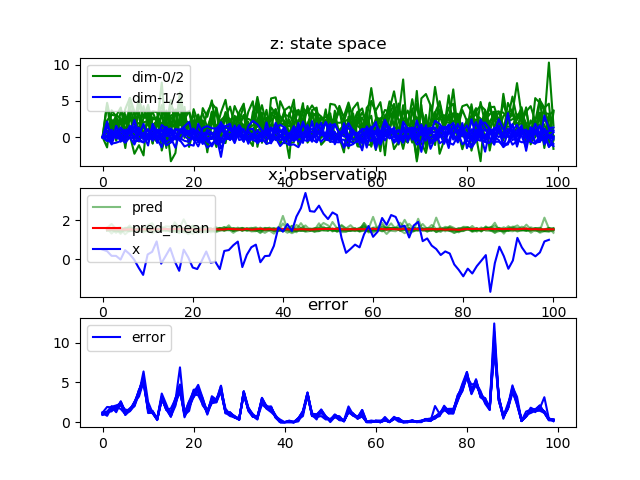 z: state space
10
5
0
dim-0/2
dim-1/2
0 20 40 60 80 100
x: observation
2
0
pred
pred_mean
x
0 20 40 60 80 100
error
10
5
0
error
0 20 40 60 80 100